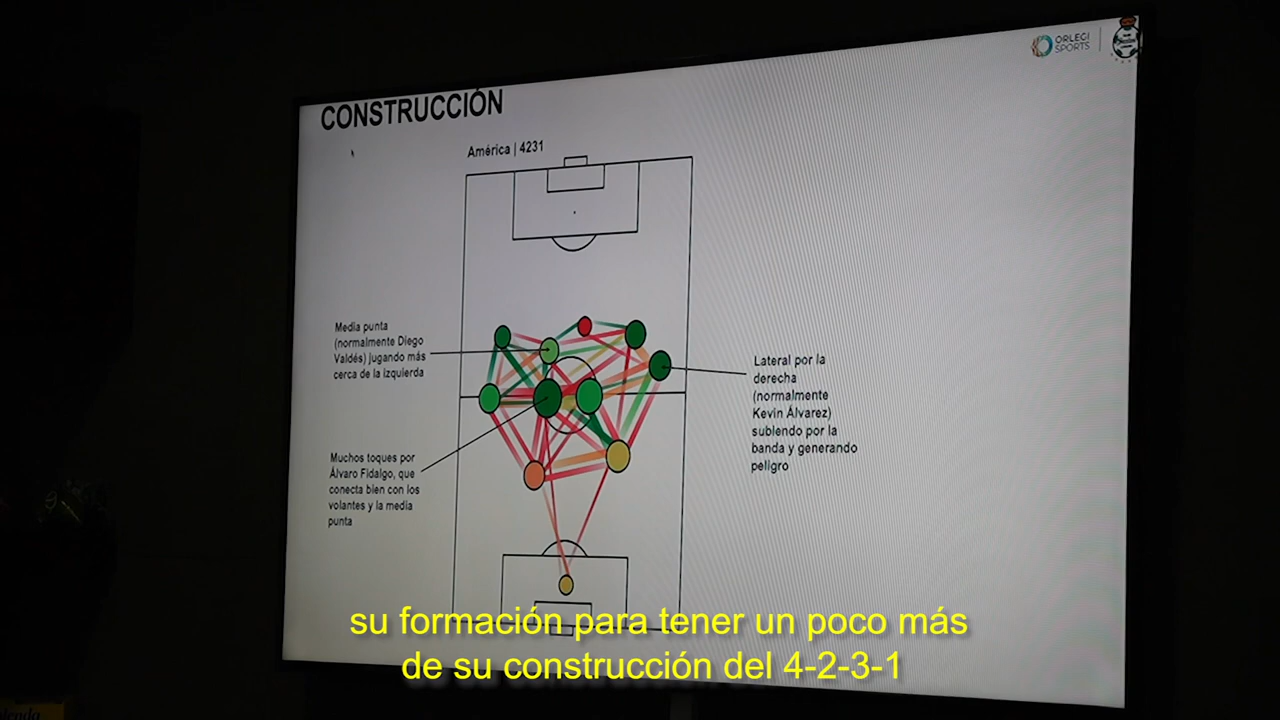 ORLEGI
SPORTS
CONSTRUCCIÓN
América | 4231
Media punta
(normalmente Diego
Valdés) jugando más
cerca de la izquierda
Lateral por la
derecha
(normalmente
Kevin Álvarez)
subiendo por la
banda y generando
peligro
Muchos toques por
Álvaro Fidalgo, que
conecta bien con los
volantes y la media
punta
su formación para tener un poco más
de su construcción del 4-2-3-1